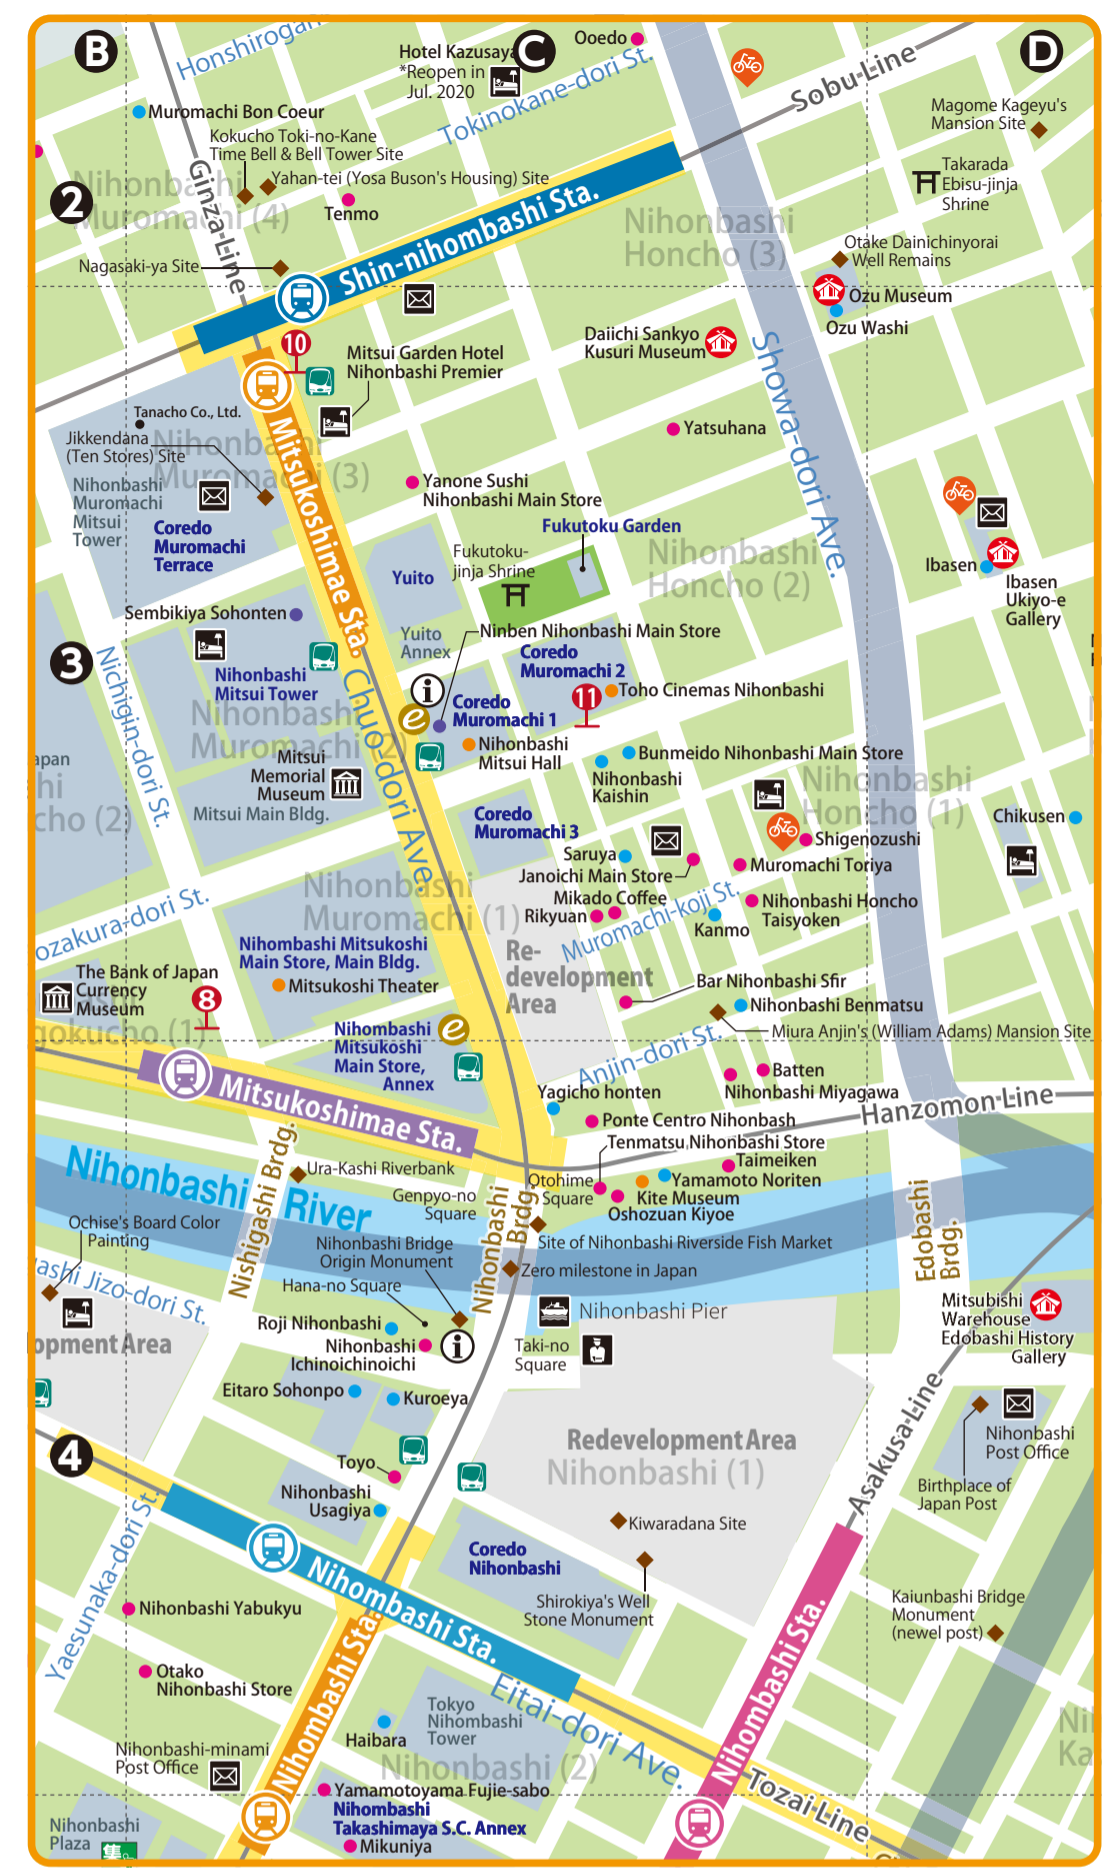 B
C
D
Honshirogan
Hotel Kazusaya
*Reopen in
Jul. 2020
Ooedo
Tokinokane-dori St.
Sobu-Line
Magome Kageyu's
Mansion Site
Muromachi Bon Coeur
Kokucho Toki-no-Kane
Time Bell & Bell Tower Site
Yahan-tei (Yosa Buson's Housing) Site
Nihonbashi
Muromachi (4)
2
Tenmo
Ginza-Line
Takarada
Ebisu-jinja
Shrine
Nihonbashi
Honcho (3)
Shin-nihombashi Sta.
Nagasaki-ya Site
Otake Dainichinyorai
Well Remains
Ozu Museum
Ozu Washi
Daiichi Sankyo
Kusuri Museum
Showa-dori Ave.
10
Mitsui Garden Hotel
Nihonbashi Premier
Tanacho Co., Ltd.
Jikkendana
(Ten Stores) Site
Nihonbashi
Muromachi (3)
Mitsukoshimae Sta.
Yatsuhana
Nihonbashi
Muromachi
Mitsui
Tower
Coredo
Muromachi
Terrace
Yanone Sushi
Nihonbashi Main Store
Fukutoku Garden
Fukutoku-
jinja Shrine
Yuito
Nihonbashi
Honcho (2)
Ibasen
Ibasen
Ukiyo-e
Gallery
Sembikiya Sohonten
Yuito
Annex
Ninben Nihonbashi Main Store
3
Nichigin-dori St.
Nihonbashi
Mitsui Tower
Coredo
Muromachi 2
Chuo-dori Ave.
11
Toho Cinemas Nihonbashi
Coredo
Muromachi 1
Nihonbashi
Muromachi (2)
Nihonbashi
Mitsui Hall
Bunmeido Nihonbashi Main Store
Nihonbashi
Kaishin
Mitsui
Memorial
Museum
Mitsui Main Bldg.
apan
hi
cho (2)
Nihonbashi
Honcho (1)
Coredo
Muromachi 3
Chikusen
Shigenozushi
Saruya
Janoichi Main Store
Muromachi Toriya
Mikado Coffee
Rikyuan
Muromachi-koji St.
Nihonbashi Honcho
Taisyoken
Kanmo
Nihonbashi
Muromachi (1)
ozakura-dori St.
Nihombashi Mitsukoshi
Main Store, Main Bldg.
Mitsukoshi Theater
Re-
development
Area
The Bank of Japan
Currency
Museum
8
gokucho (1)
Bar Nihonbashi Sfir
Nihonbashi Benmatsu
Miura Anjin's (William Adams) Mansion Site
Nihombashi
Mitsukoshi
Main Store,
Annex
Anjin-dori St.
Batten
Nihonbashi Miyagawa
Mitsukoshimae Sta.
Yagicho honten
Hanzomon-Line
Ponte Centro Nihonbash
Tenmatsu Nihonbashi Store
Taimeiken
Nishigashi Brdg.
Ura-Kashi Riverbank
Nihonbashi River
Genpyo-no
Square
Otohime
Square
Yamamoto Noriten
Kite Museum
Oshozuan Kiyoe
Nihonbashi
Brdg.
Edobashi
Brdg.
Ochise's Board Color
Painting
Site of Nihonbashi Riverside Fish Market
Nihonbashi Bridge
Origin Monument
Zero milestone in Japan
Hana-no Square
ashi Jizo-dori St.
Nihonbashi Pier
Mitsubishi
Warehouse
Edobashi History
Gallery
Roji Nihonbashi
Nihonbashi
Ichinoichinoichi
Taki-no
Square
opment Area
Eitaro Sohonpo
Kuroeya
Asakusa-Line
Redevelopment Area
Nihonbashi (1)
Nihonbashi
Post Office
Birthplace of
Japan Post
4
Toyo
Nihonbashi
Usagiya
Kiwaradana Site
Yaesunaka-dori St.
Coredo
Nihonbashi
Shirokiya's Well
Stone Monument
Nihombashi Sta.
Kaiunbashi Bridge
Monument
(newel post)
Nihonbashi Yabukyu
Nihombashi Sta.
Nihombashi Sta.
Otako
Nihonbashi Store
Eitai-dori Ave.
Tokyo
Nihombashi
Tower
Haibara
Nihonbashi (2)
Nihonbashi-minami
Post Office
Tozai-Line
Yamamotoyama Fujie-sabo
Nihombashi
Takashimaya S.C. Annex
Mikuniya
Nihonbashi
Plaza
集
Ni
Ka